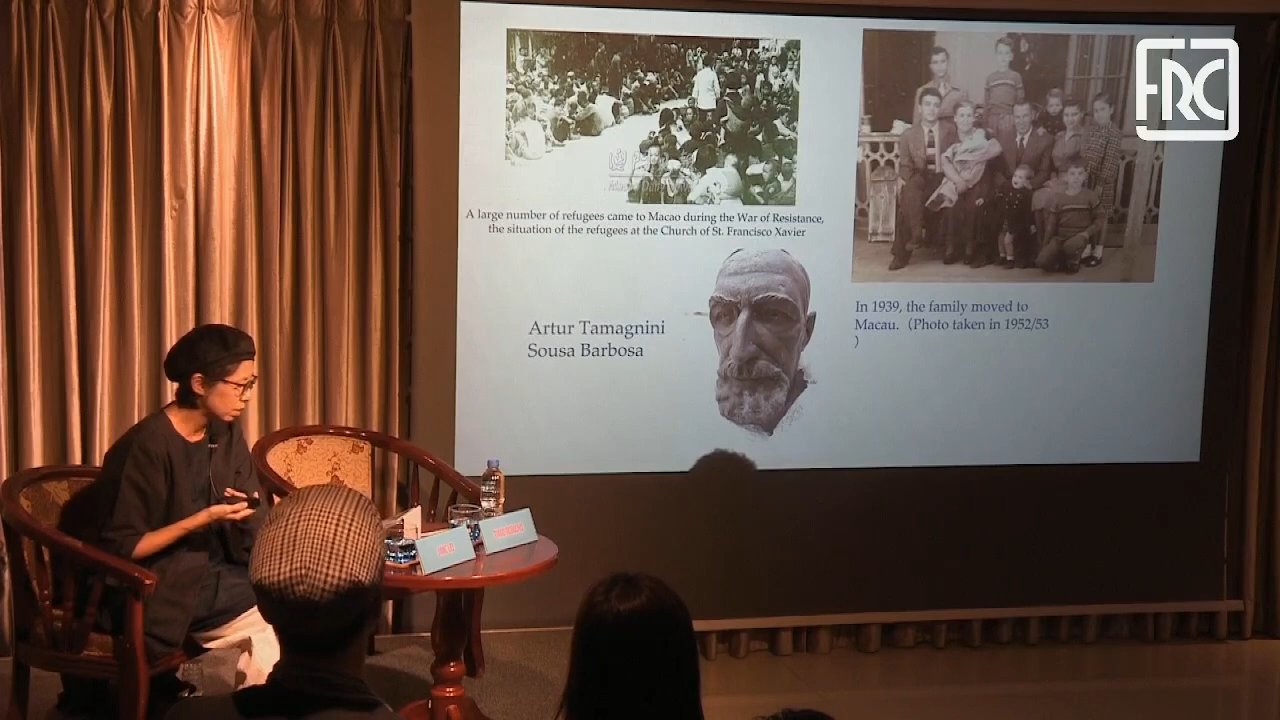 A large number of refugees came to Macao during the War of Resistance,
the situation of the refugees at the Church of St. Francisco Xavier
Artur Tamagnini
Sousa Barbosa
In 1939, the family moved to
Macau.（Photo taken in 1952/53
)
FRC